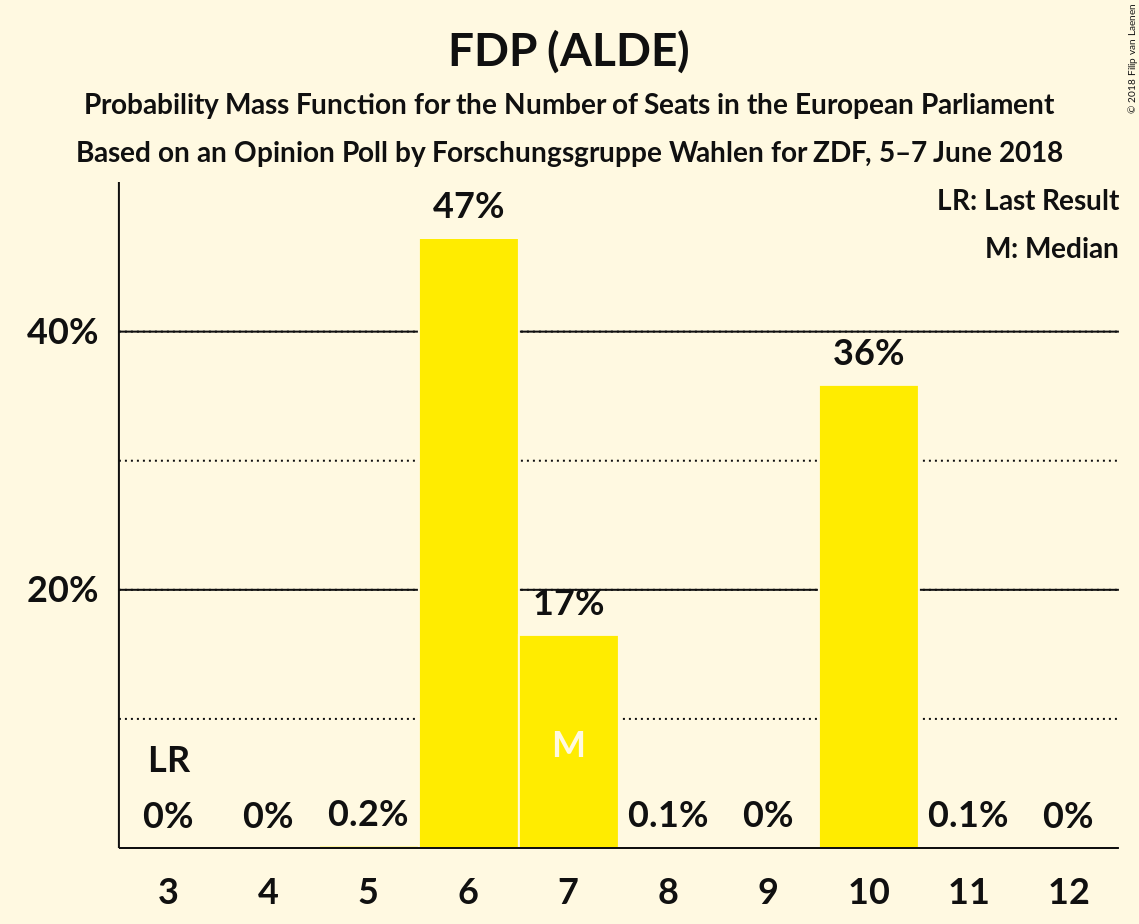 FDP (ALDE)
Probability Mass Function for the Number of Seats in the European Parliament
Based on an Opinion Poll by Forschungsgruppe Wahlen for ZDF, 5–7 June 2018
© 2018 Filip van Laenen
LR: Last Result
M: Median
47%
40%
36%
20%
17%
M
LR
0% 0% 0.2% 0.1% 0% 0.1% 0%
3 4 5 6 7 8 9 10 11 12